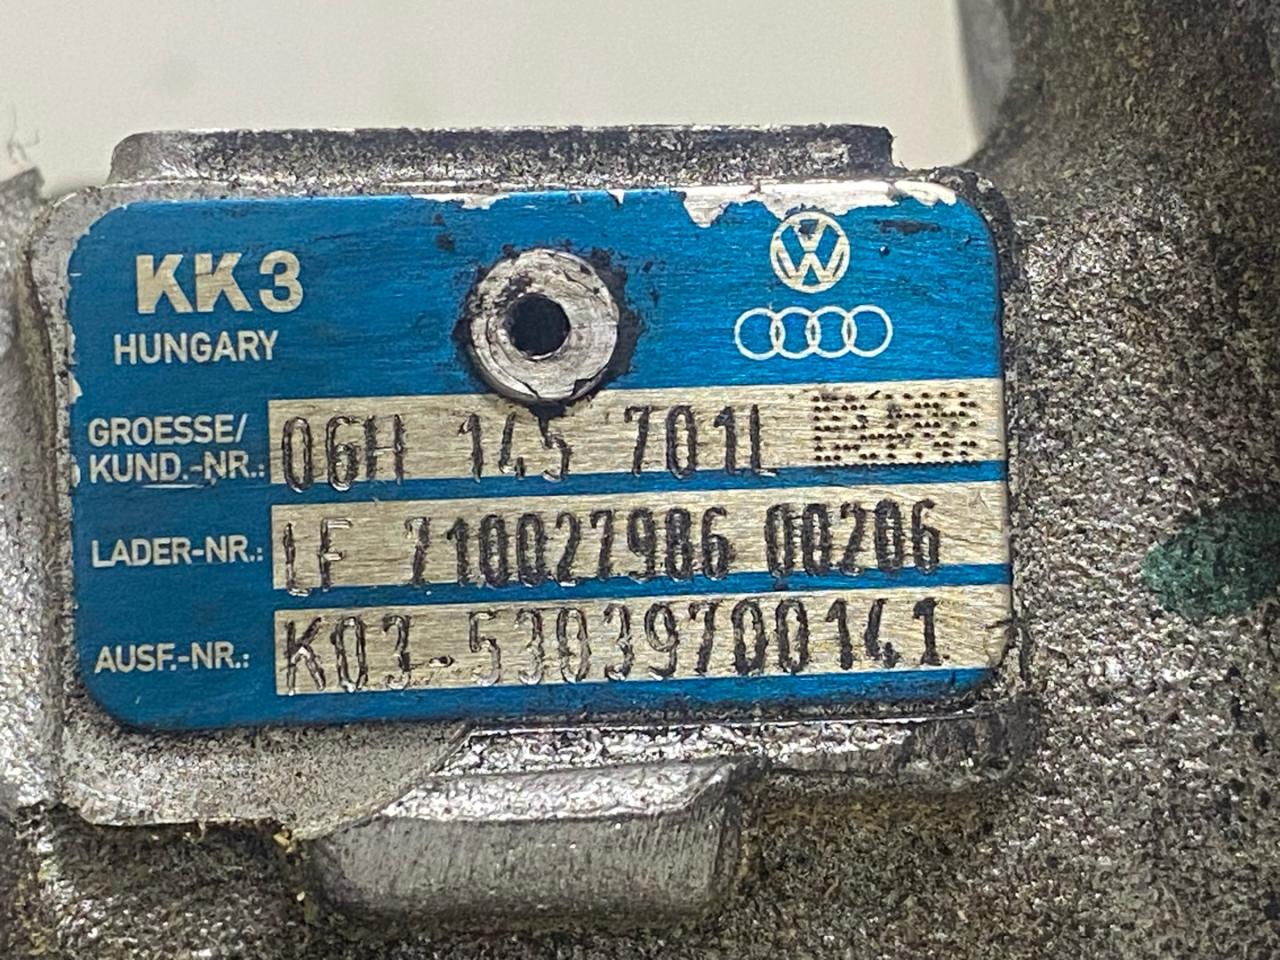 KK3
HUNGARY
GROESSE/
KUND.-NR.: 06H 145 701L
LADER-NR.: LF 710027986 00206
AUSF.-NR.: K03-53039700141